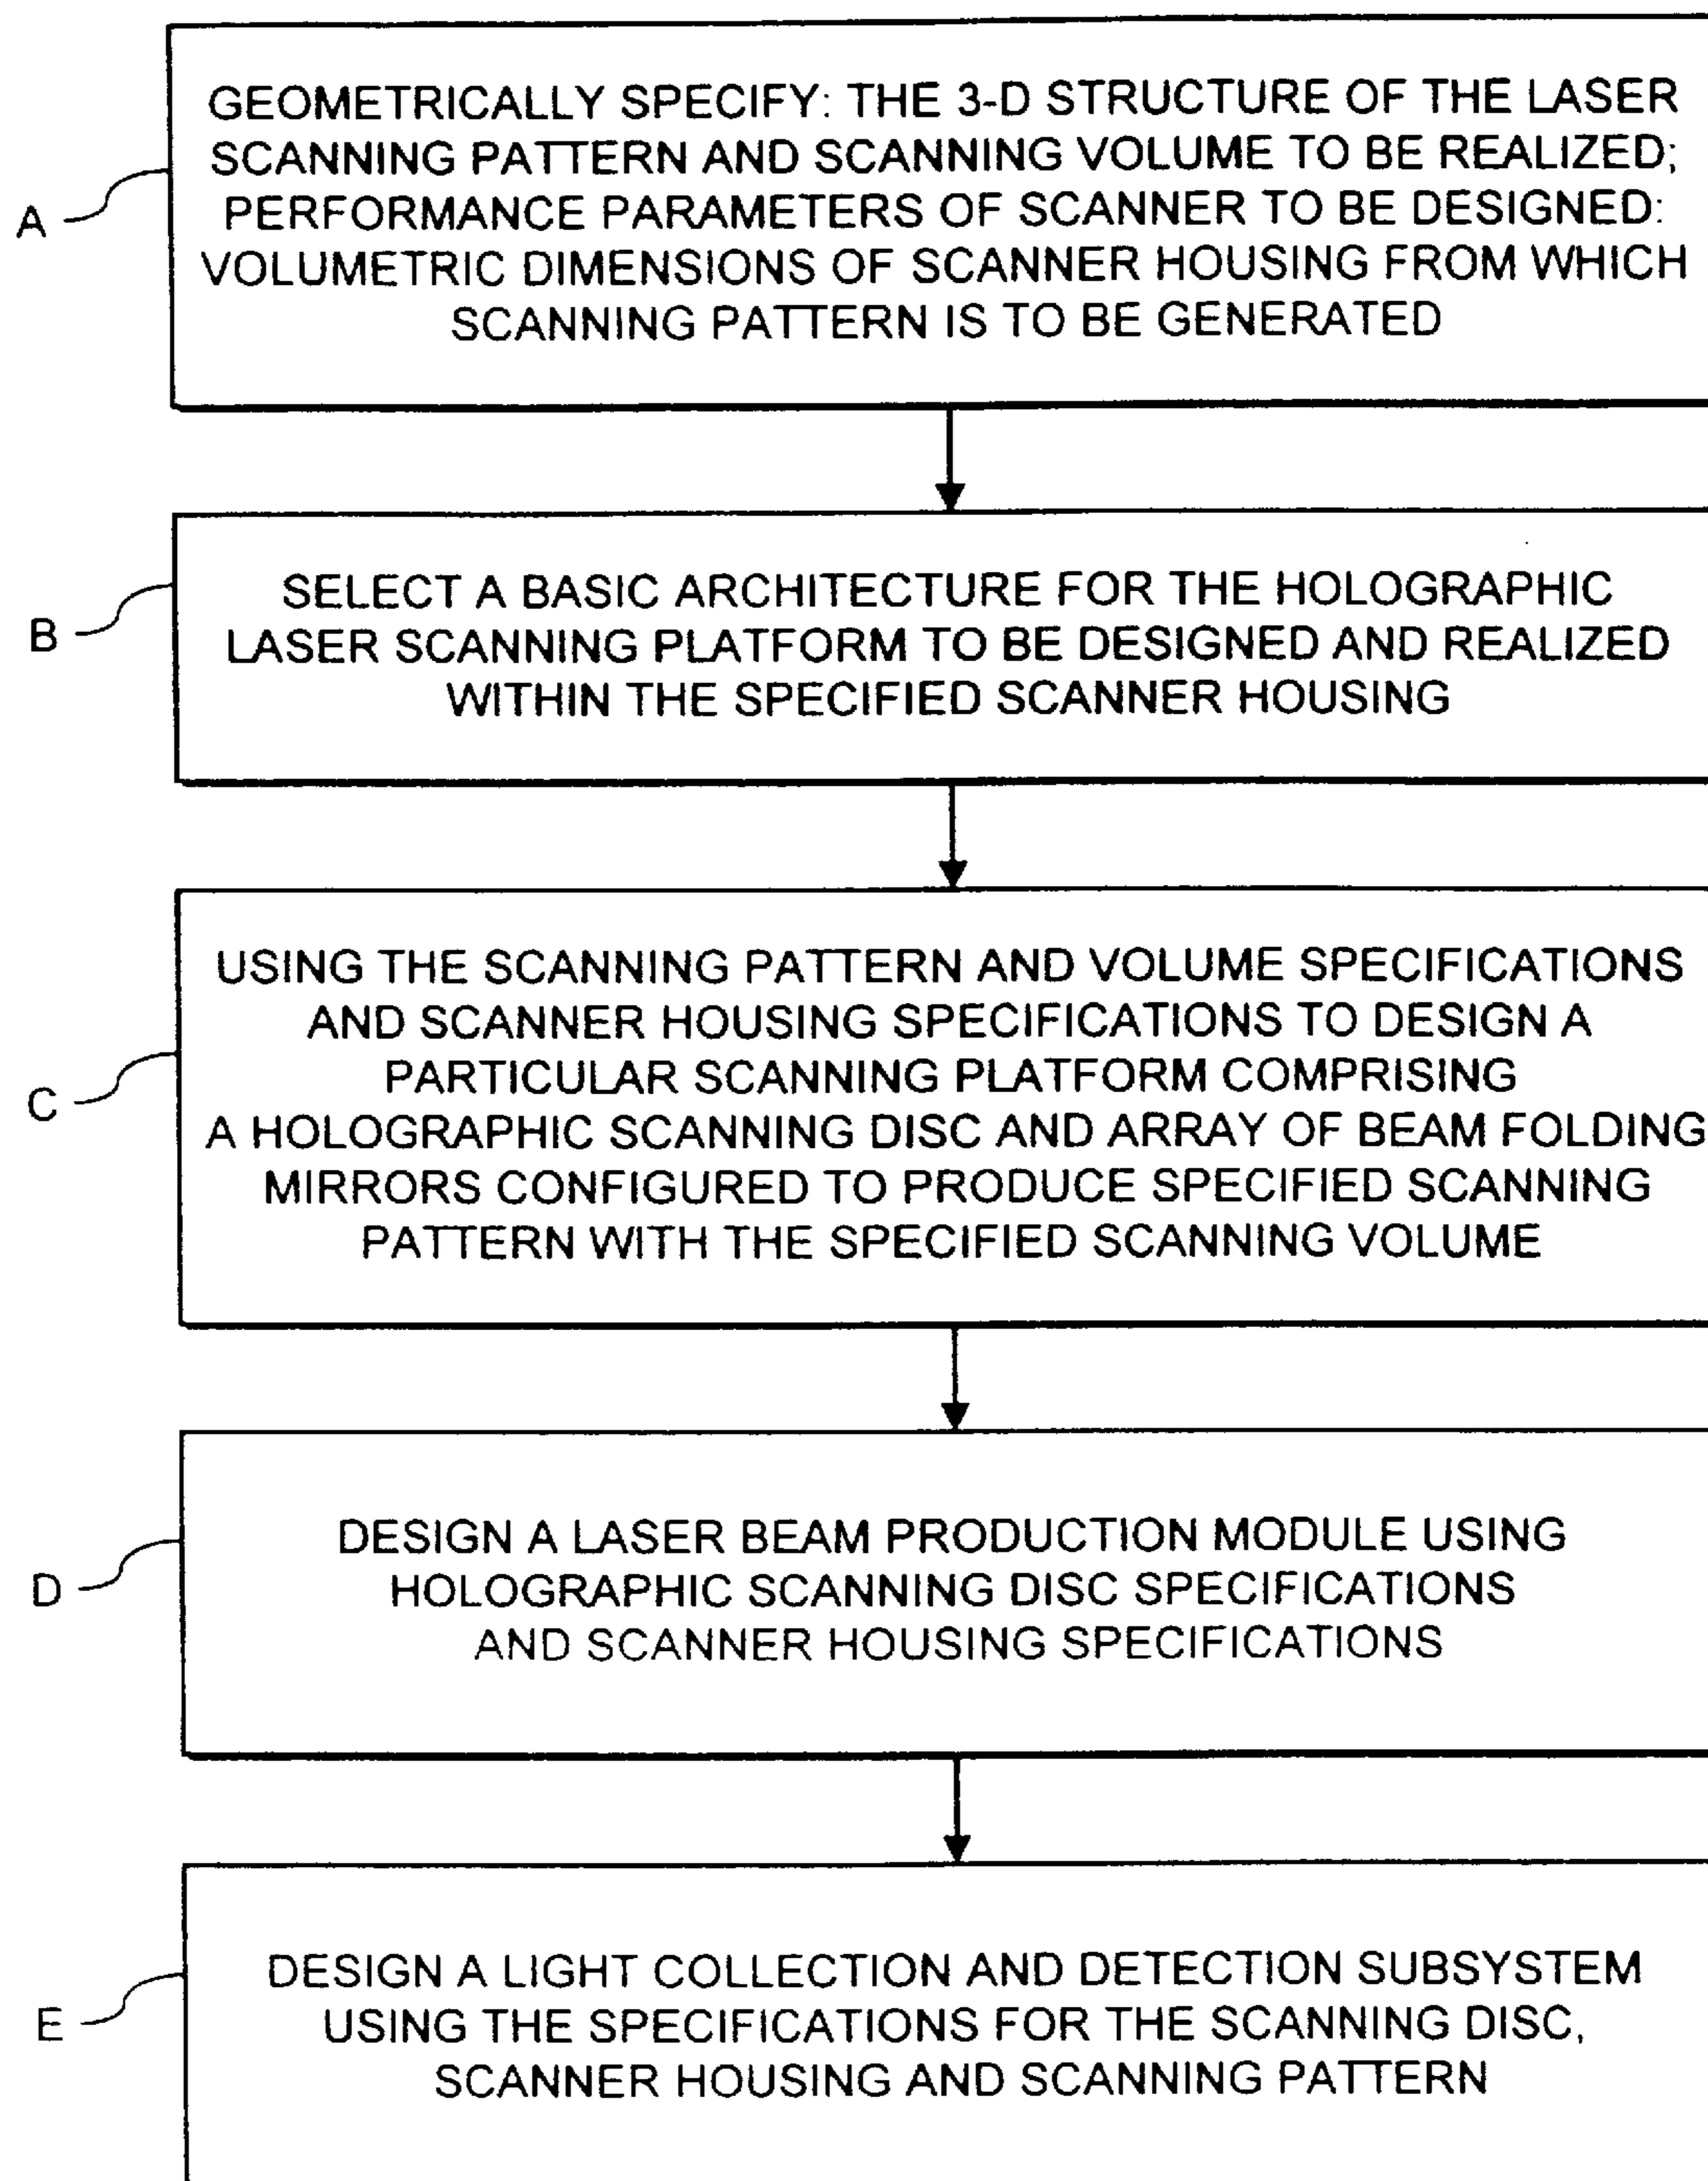 GEOMETRICALLY SPECIFY: THE 3-D STRUCTURE OF THE LASER
SCANNING PATTERN AND SCANNING VOLUME TO BE REALIZED;
PERFORMANCE PARAMETERS OF SCANNER TO BE DESIGNED:
VOLUMETRIC DIMENSIONS OF SCANNER HOUSING FROM WHICH
SCANNING PATTERN IS TO BE GENERATED
A
SELECT A BASIC ARCHITECTURE FOR THE HOLOGRAPHIC
LASER SCANNING PLATFORM TO BE DESIGNED AND REALIZED
WITHIN THE SPECIFIED SCANNER HOUSING
B
USING THE SCANNING PATTERN AND VOLUME SPECIFICATIONS
AND SCANNER HOUSING SPECIFICATIONS TO DESIGN A
PARTICULAR SCANNING PLATFORM COMPRISING
A HOLOGRAPHIC SCANNING DISC AND ARRAY OF BEAM FOLDING
MIRRORS CONFIGURED TO PRODUCE SPECIFIED SCANNING
PATTERN WITH THE SPECIFIED SCANNING VOLUME
C
DESIGN A LASER BEAM PRODUCTION MODULE USING
HOLOGRAPHIC SCANNING DISC SPECIFICATIONS
AND SCANNER HOUSING SPECIFICATIONS
D
DESIGN A LIGHT COLLECTION AND DETECTION SUBSYSTEM
USING THE SPECIFICATIONS FOR THE SCANNING DISC,
SCANNER HOUSING AND SCANNING PATTERN
E